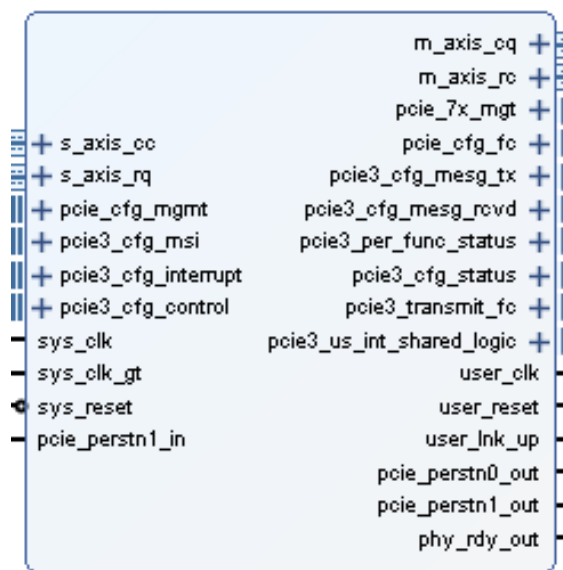 m_axis_cq
m_axis_rc
pcie_7x_mgt
s_axis_cc
pcie_cfg_fc
s_axis_rq
pcie3_cfg_mesg_tx
pcie_cfg_mgmt
pcie3_cfg_mesg_rcvd
pcie3_cfg_msi
pcie3_per_func_status
pcie3_cfg_interrupt
pcie3_cfg_status
pcie3_cfg_control
pcie3_transmit_fc
sys_clk
pcie3_us_int_shared_logic
sys_clk_gt
user_clk
sys_reset
user_reset
pcie_perstn1_in
user_lnk_up
pcie_perstn0_out
pcie_perstn1_out
phy_rdy_out